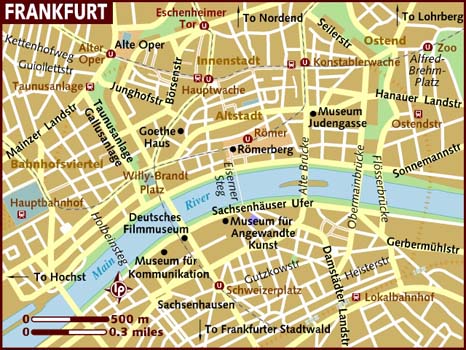 FRANKFURT
Eschenheimer
Tor
To Nordend
To Lohrberg
Kettenhofweg
Guiollettstr
Alter
Oper
Alte Oper
Seilerstr
Ostend
Zoo
Alfred-
Brehm-
Platz
Innenstadt
Konstablerwache
Taunusanlage
Junghofstr
Börsenstr
Hauptwache
Hanauer Landstr
Mainzer Landstr
Taunusanlage
Gallusanlage
Altstadt
Museum
Judengasse
Ostendstr
Goethe
Haus
Römer
Römerberg
Sonnemannstr
Bahnhofsviertel
Willy-Brandt
Platz
Eiserner
Steg
Alte Brücke
Obermainbrücke
Flösserbrücke
Hauptbahnhof
Holbeinsteg
River
Main
Sachsenhäuser Ufer
Deutsches
Filmmuseum
Museum für
Angewandte
Kunst
Gerbermühlstr
To Hochst
Museum für
Kommunikation
Gutzkowstr
Damstädter Landstr
Heisterstr
Schweizerplatz
Lokalbahnhof
Sachsenhausen
To Frankfurter Stadtwald
0 500 m
0 0.3 miles